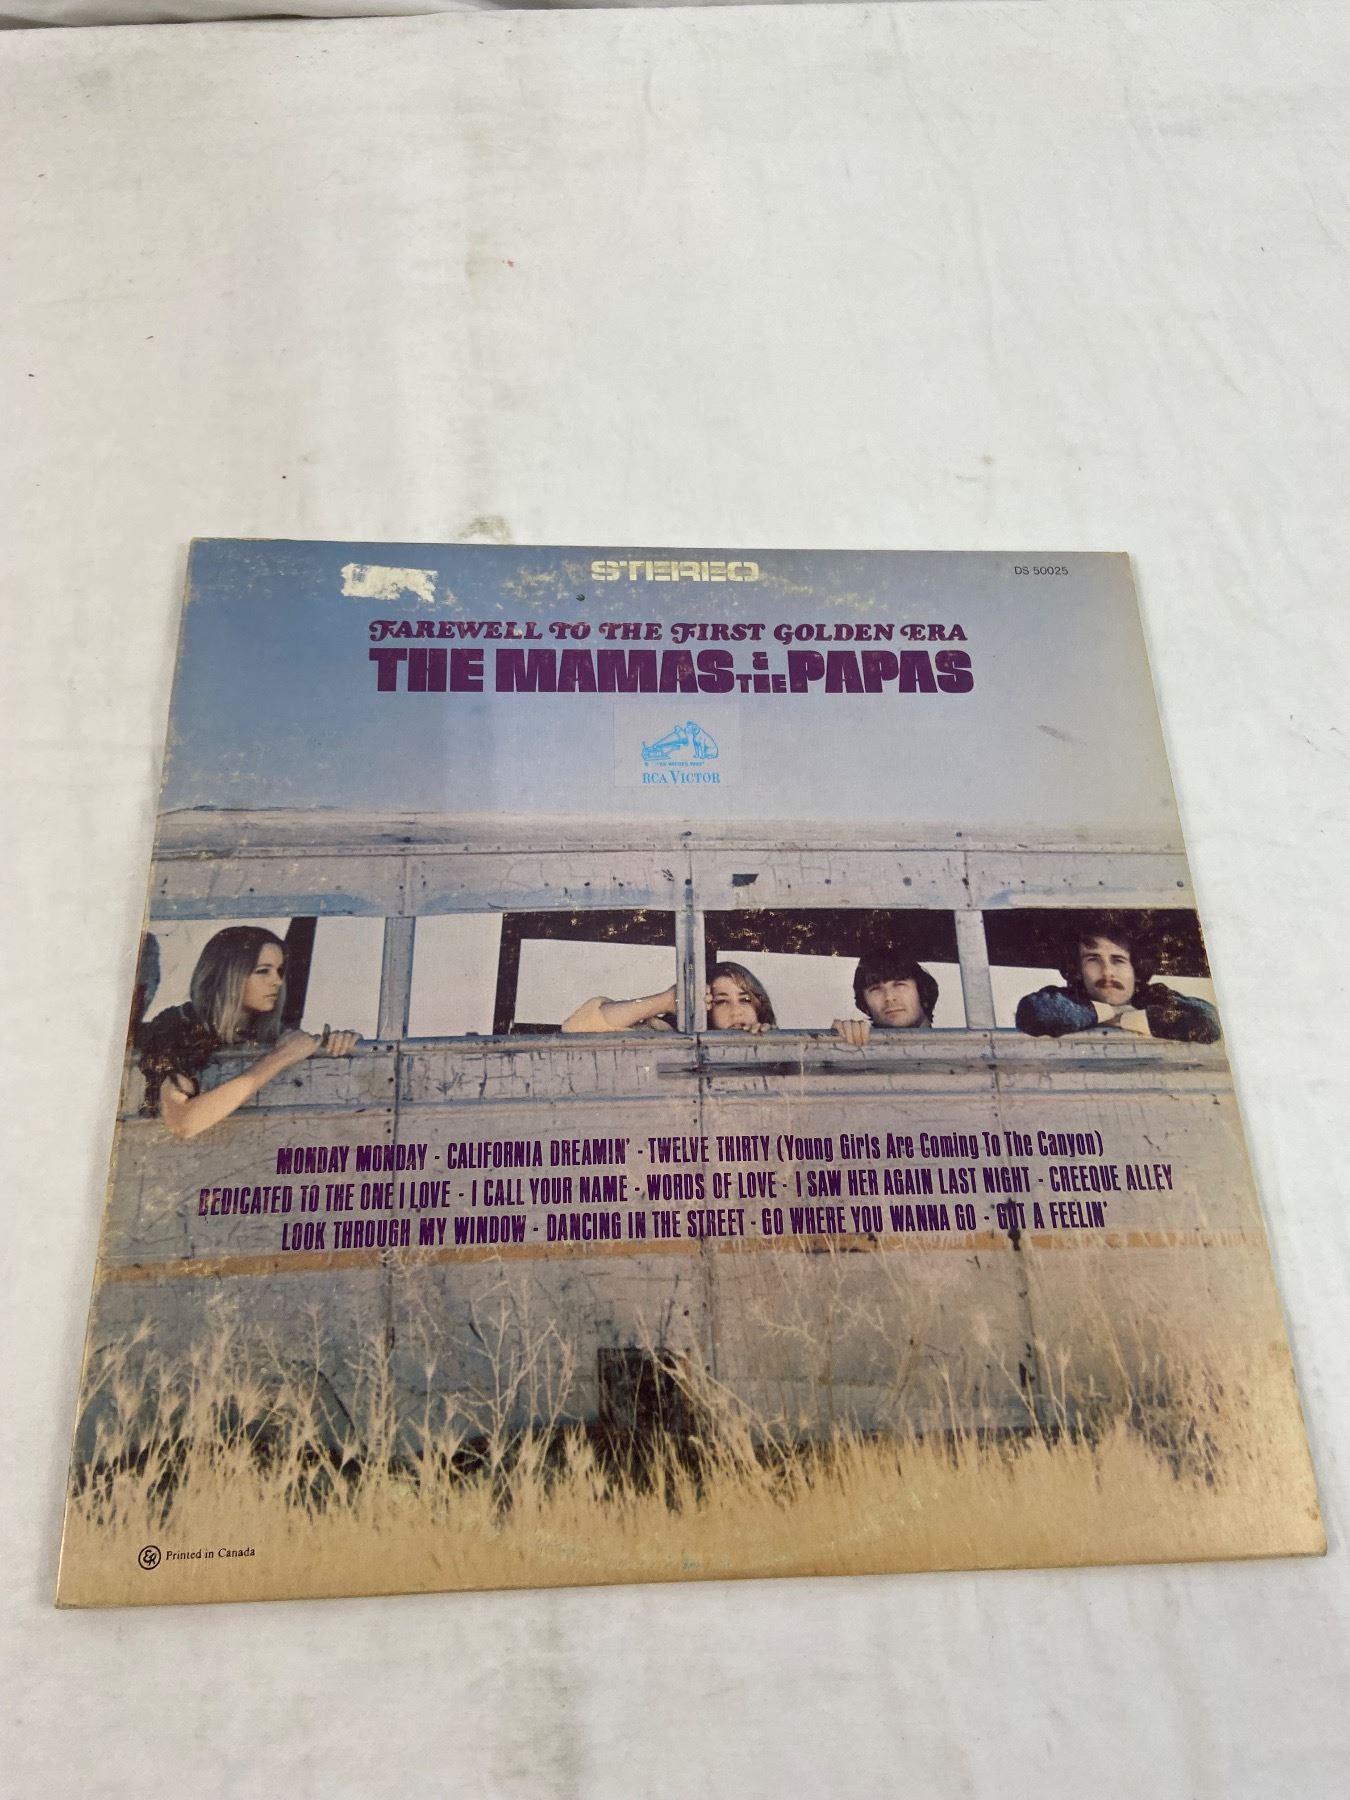 STEREO
DS 50025
FAREWELL TO THE FIRST GOLDEN ERA
THE MAMAS & THE PAPAS
"HIS MASTER'S VOICE"
RCA VICTOR
MONDAY MONDAY - CALIFORNIA DREAMIN' - TWELVE THIRTY (Young Girls Are Coming To The Canyon)
DEDICATED TO THE ONE I LOVE - I CALL YOUR NAME - WORDS OF LOVE - I SAW HER AGAIN LAST NIGHT - CREEQUE ALLEY
LOOK THROUGH MY WINDOW - DANCING IN THE STREET - GO WHERE YOU WANNA GO - GOT A FEELIN'
Printed in Canada